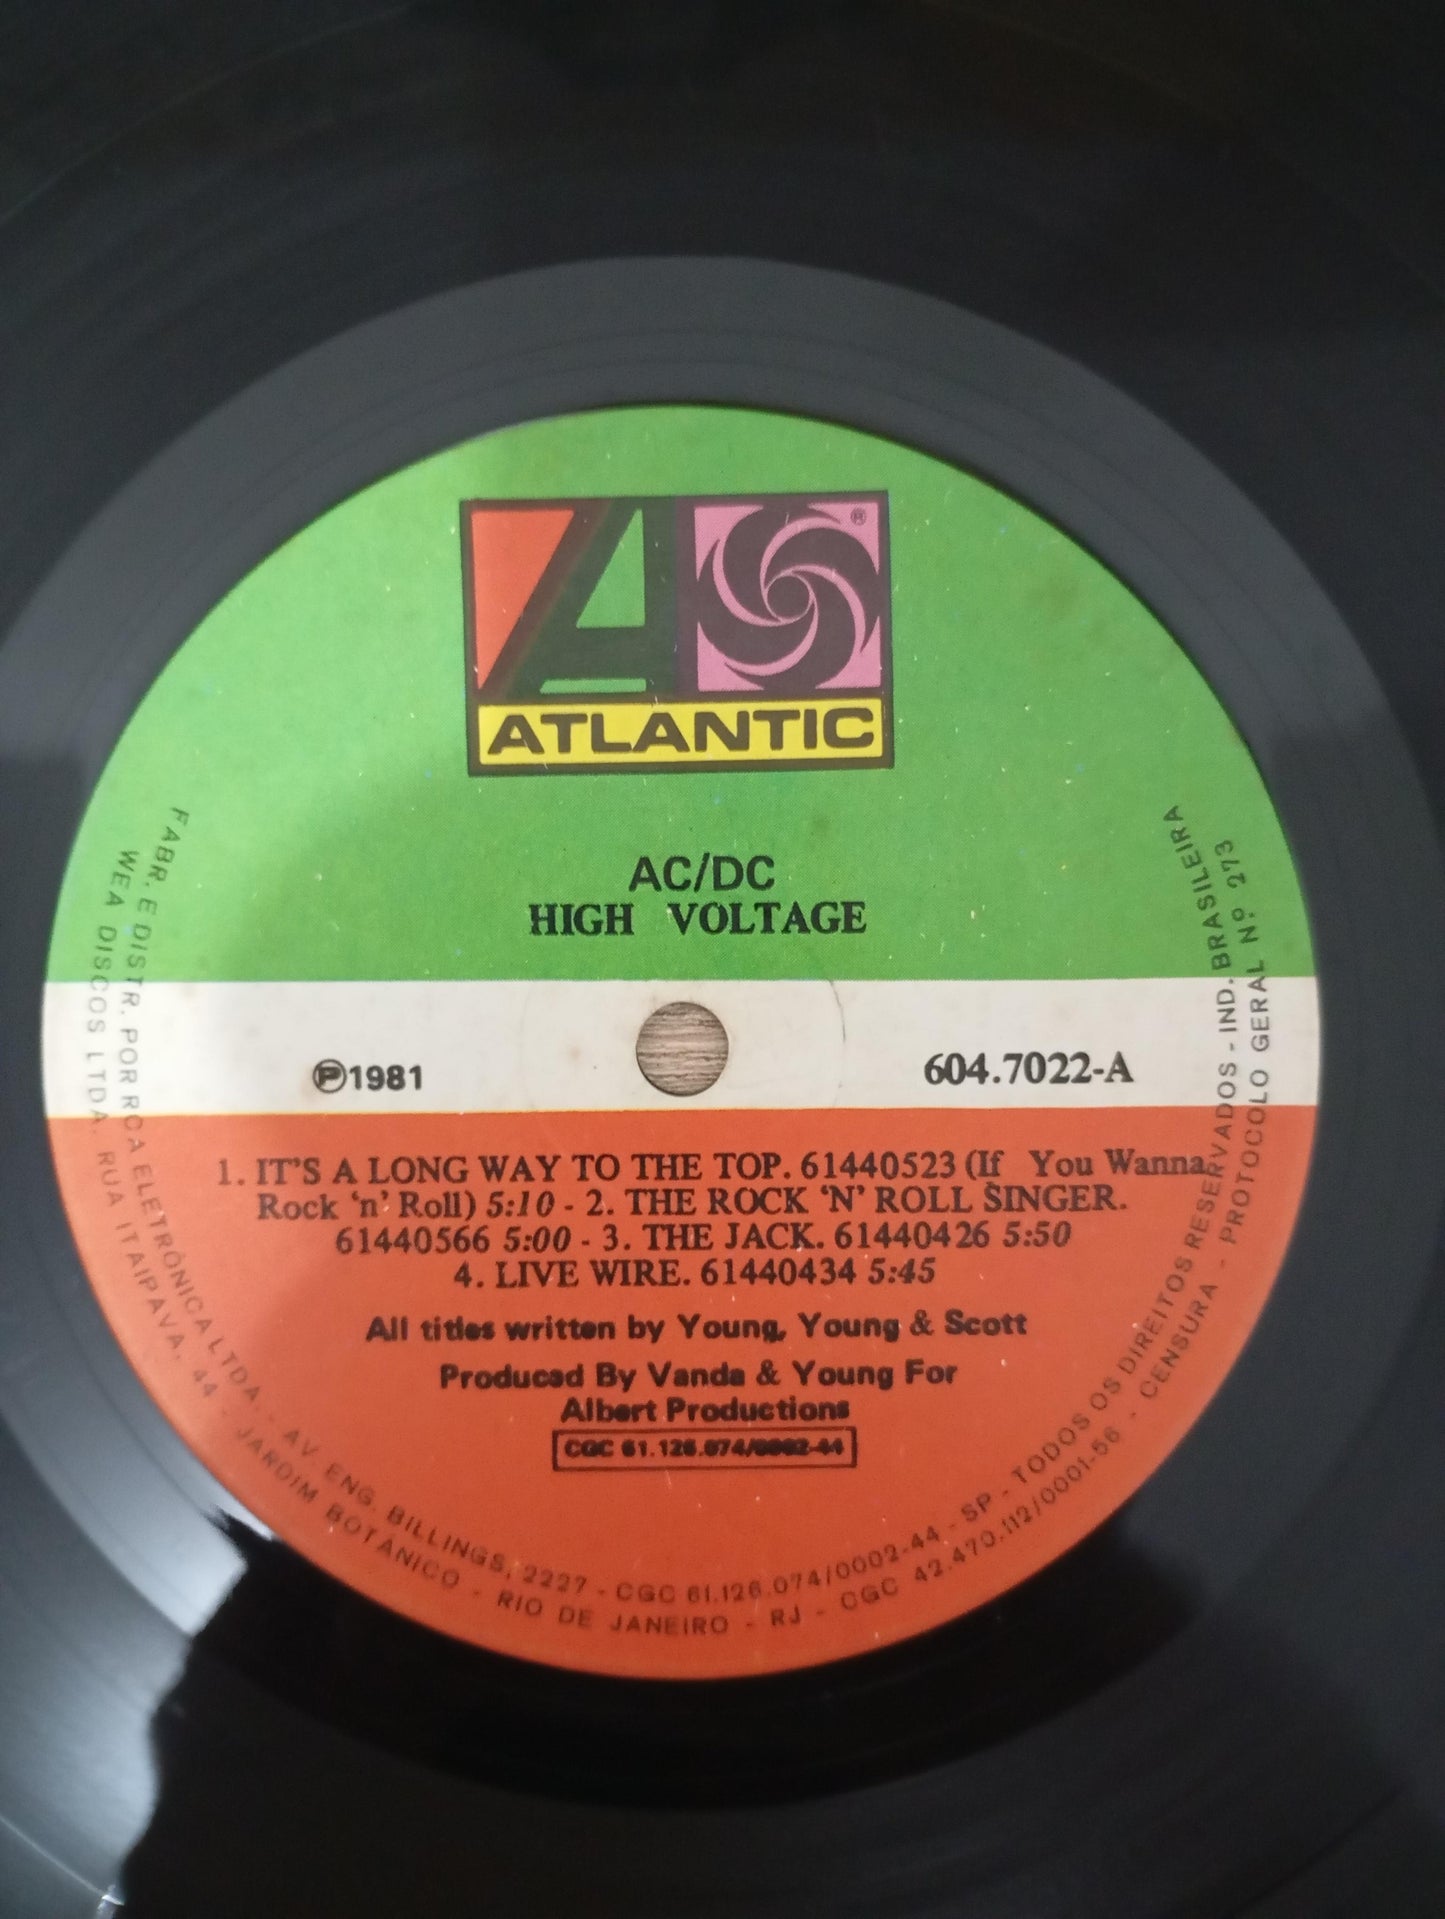 ®
ATLANTIC
AC/DC
HIGH VOLTAGE
℗1981
604.7022-A
1. IT'S A LONG WAY TO THE TOP. 61440523 (If You Wanna
Rock 'n' Roll) 5:10 - 2. THE ROCK 'N' ROLL SINGER.
61440566 5:00 - 3. THE JACK. 61440426 5:50
4. LIVE WIRE. 61440434 5:45
All titles written by Young, Young & Scott
Produced By Vanda & Young For
Albert Productions
CGC 61.126.074/0002-44
FABR. E DISTR. POR RCA ELETRÔNICA LTDA. - AV. ENG. BILLINGS, 2227 - CGC 61.126.074/0002-44 - SP - TODOS OS DIREITOS RESERVADOS - IND. BRASILEIRA
WEA DISCOS LTDA. RUA ITAIPAVA, 44 - JARDIM BOTÂNICO - RIO DE JANEIRO - RJ - CGC 42.470.112/0001-56 - CENSURA - PROTOCOLO GERAL Nº 273